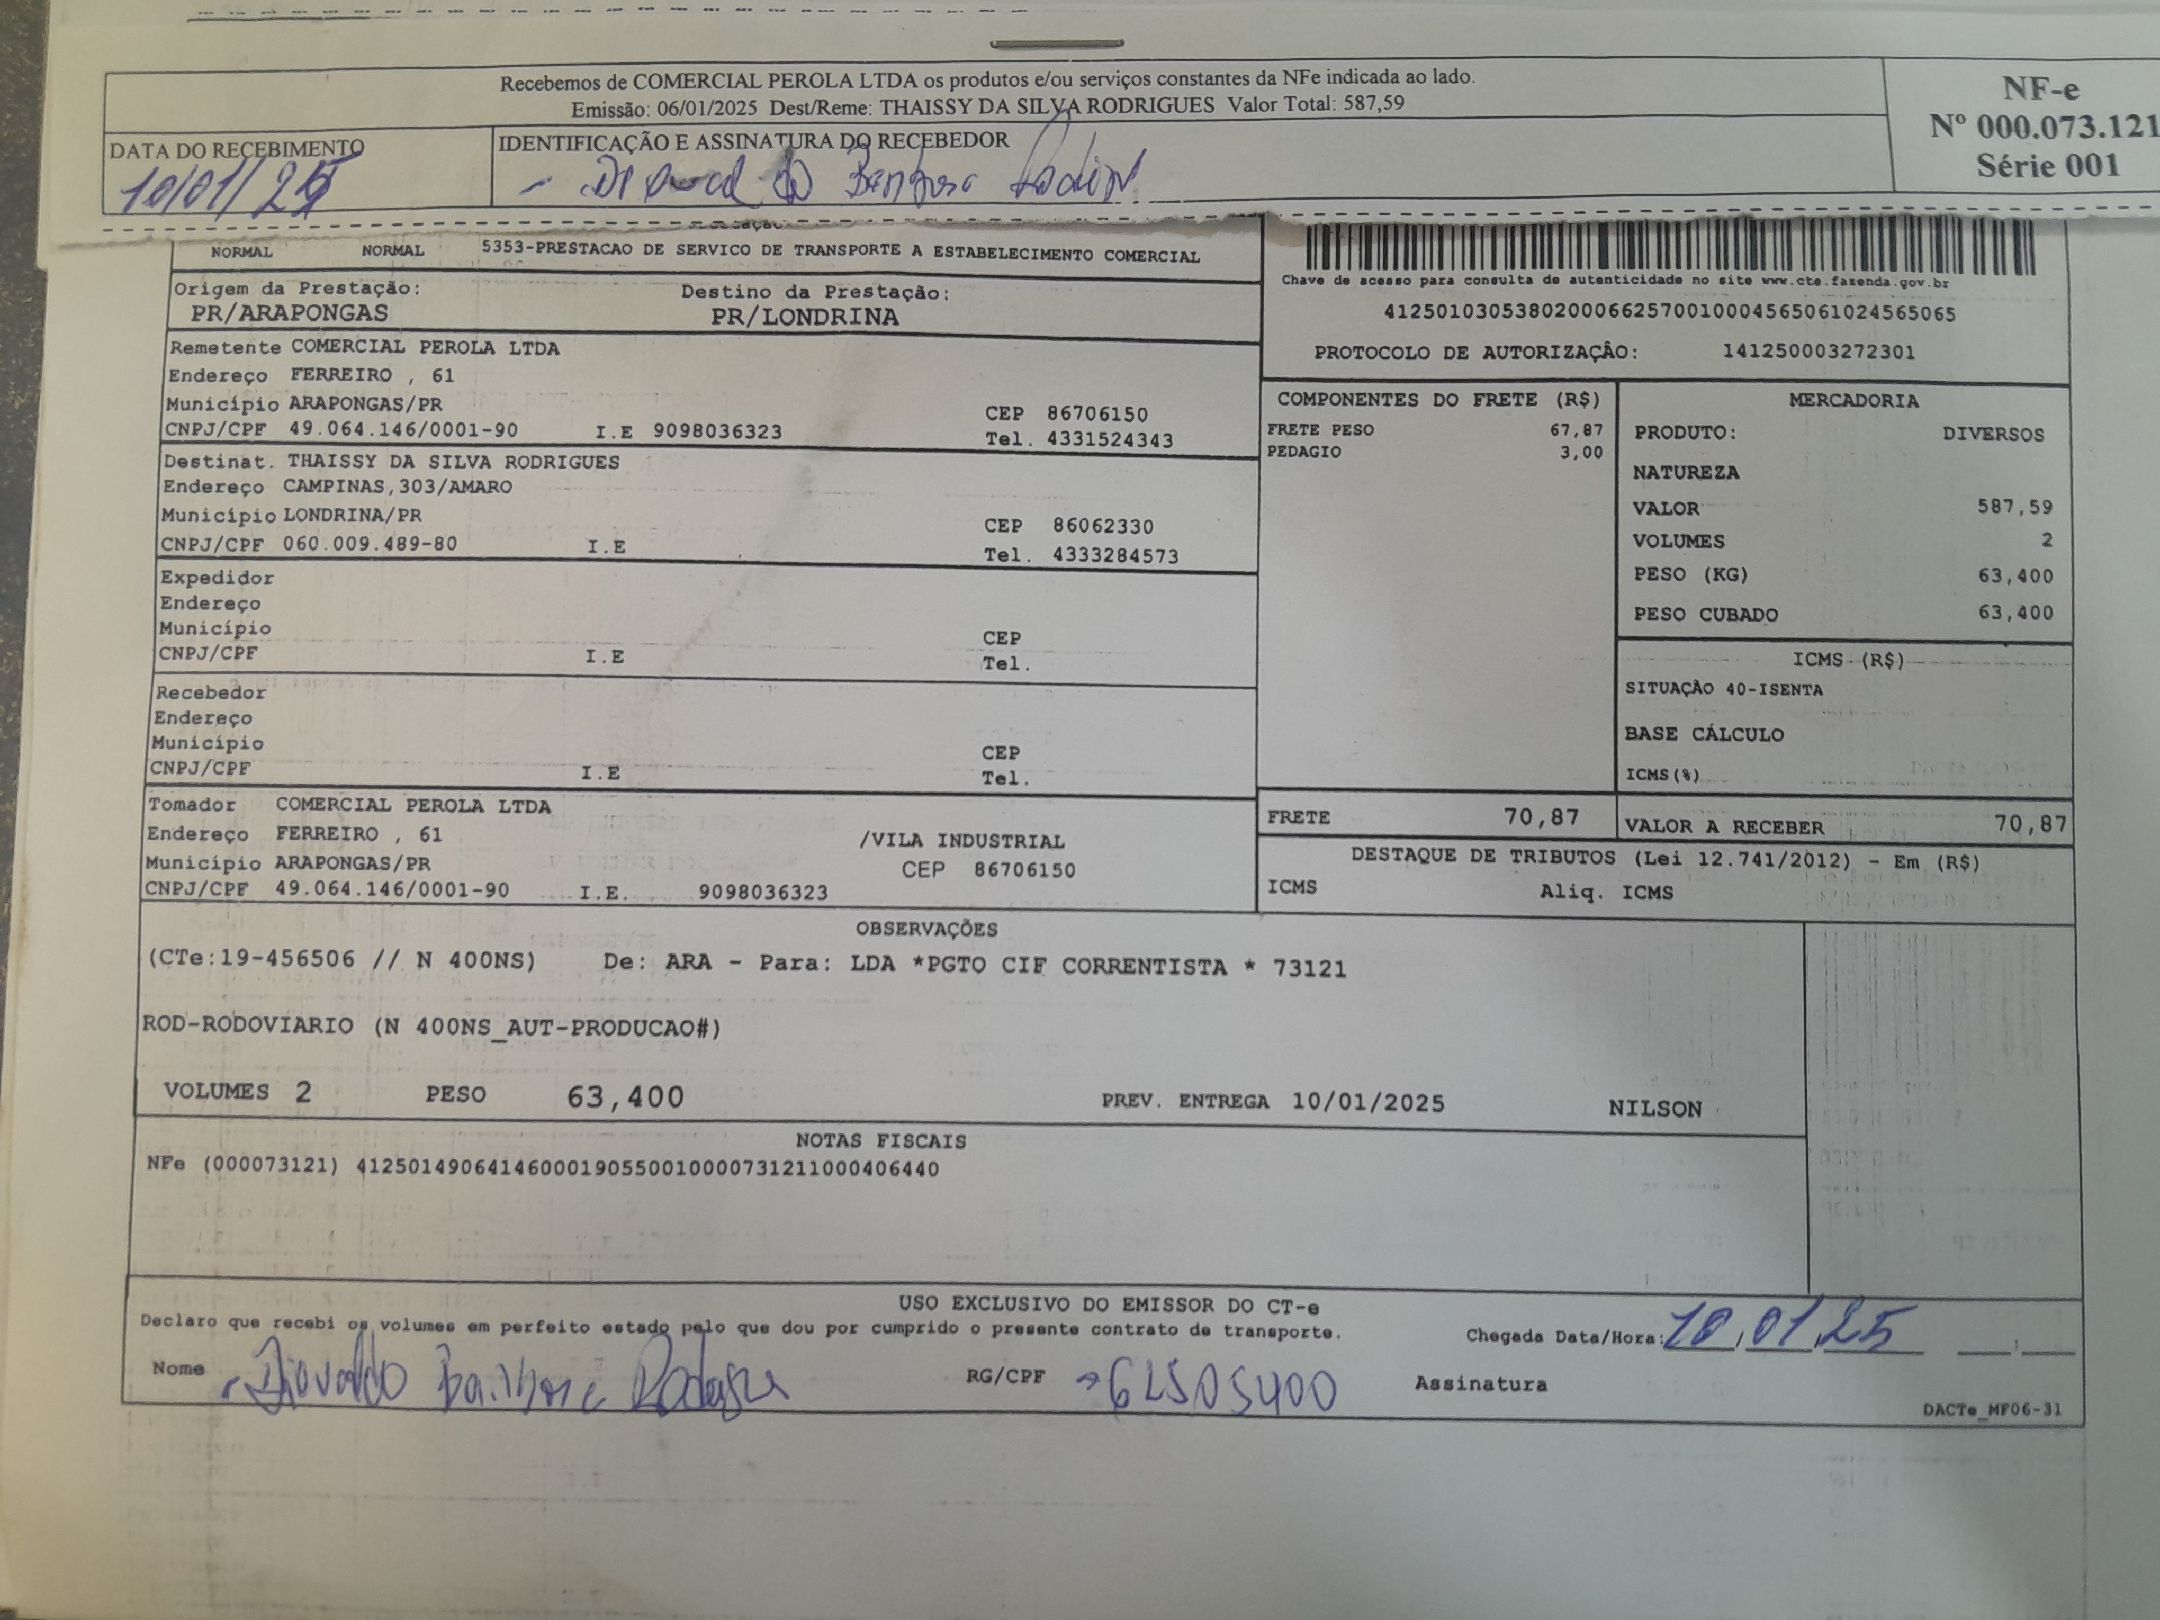 Recebemos de COMERCIAL PEROLA LTDA os produtos e/ou serviços constantes da NFe indicada ao lado.
Emissão: 06/01/2025 Dest/Reme: THAISSY DA SILVA RODRIGUES Valor Total: 587,59
NF-e
Nº 000.073.121
Série 001
DATA DO RECEBIMENTO
10/01/25
IDENTIFICAÇÃO E ASSINATURA DO RECEBEDOR
NORMAL NORMAL 5353-PRESTACAO DE SERVICO DE TRANSPORTE A ESTABELECIMENTO COMERCIAL
Origem da Prestação: Destino da Prestação:
PR/ARAPONGAS PR/LONDRINA
Chave de acesso para consulta de autenticidade no site www.cte.fazenda.gov.br
41250103053802000662570010004565061024565065
PROTOCOLO DE AUTORIZAÇÃO: 141250003272301
Remetente COMERCIAL PEROLA LTDA
Endereço FERREIRO , 61
Município ARAPONGAS/PR CEP 86706150
CNPJ/CPF 49.064.146/0001-90 I.E 9098036323 Tel. 4331524343
Destinat. THAISSY DA SILVA RODRIGUES
Endereço CAMPINAS,303/AMARO
Município LONDRINA/PR CEP 86062330
CNPJ/CPF 060.009.489-80 I.E Tel. 4333284573
Expedidor
Endereço
Município CEP
CNPJ/CPF I.E Tel.
Recebedor
Endereço
Município CEP
CNPJ/CPF I.E Tel.
Tomador COMERCIAL PEROLA LTDA
Endereço FERREIRO , 61 /VILA INDUSTRIAL
Município ARAPONGAS/PR CEP 86706150
CNPJ/CPF 49.064.146/0001-90 I.E. 9098036323
COMPONENTES DO FRETE (R$)
FRETE PESO 67,87
PEDAGIO 3,00
MERCADORIA
PRODUTO: DIVERSOS
NATUREZA
VALOR 587,59
VOLUMES 2
PESO (KG) 63,400
PESO CUBADO 63,400
ICMS (R$)
SITUAÇÃO 40-ISENTA
BASE CÁLCULO
ICMS(%)
FRETE 70,87
VALOR A RECEBER 70,87
DESTAQUE DE TRIBUTOS (Lei 12.741/2012) - Em (R$)
ICMS Aliq. ICMS
OBSERVAÇÕES
(CTe:19-456506 // N 400NS) De: ARA - Para: LDA *PGTO CIF CORRENTISTA * 73121
ROD-RODOVIARIO (N 400NS_AUT-PRODUCAO#)
VOLUMES 2 PESO 63,400 PREV. ENTREGA 10/01/2025 NILSON
NOTAS FISCAIS
NFe (000073121) 41250149064146000190550010000731211000406440
USO EXCLUSIVO DO EMISSOR DO CT-e
Declaro que recebi os volumes em perfeito estado pelo que dou por cumprido o presente contrato de transporte.
Chegada Data/Hora: 10/01/25
Nome
RG/CPF 62505400
Assinatura
DACTe_MF06-31